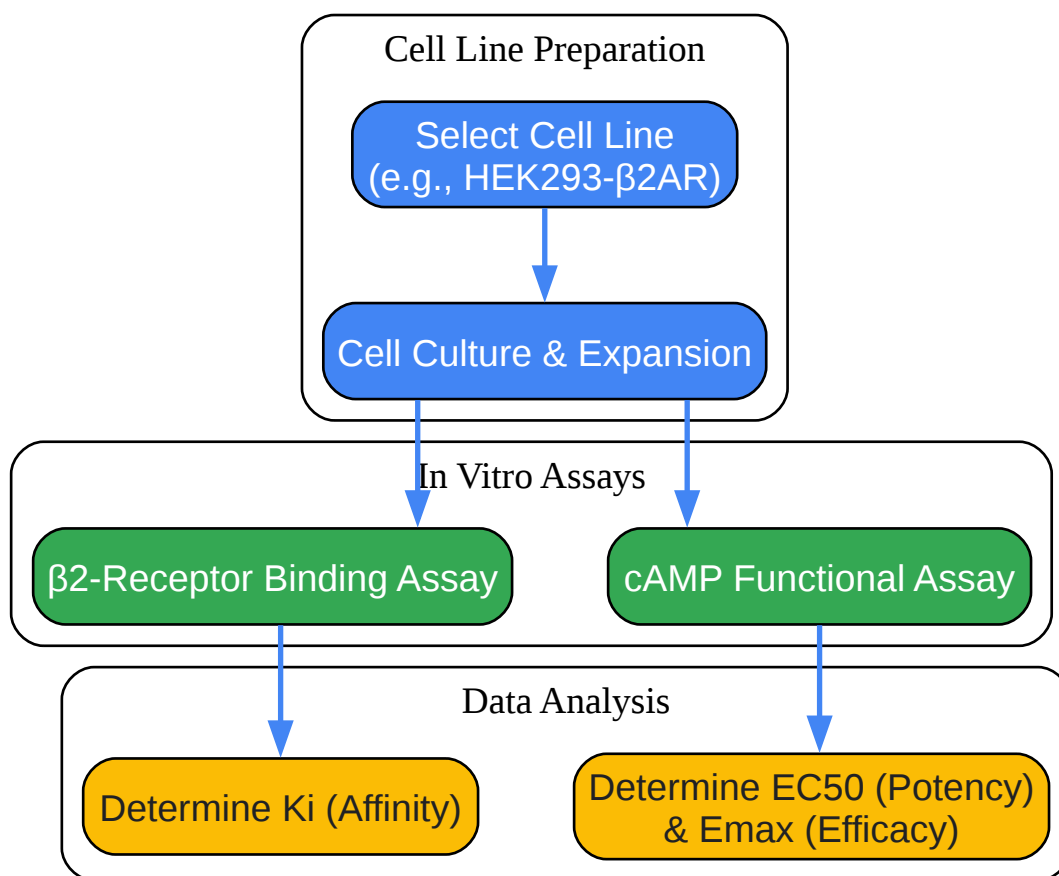 Cell Line Preparation
Select Cell Line
(e.g., HEK293-β2AR)
Cell Culture & Expansion
In Vitro Assays
β2-Receptor Binding Assay
cAMP Functional Assay
Data Analysis
Determine Ki (Affinity)
Determine EC50 (Potency)
& Emax (Efficacy)